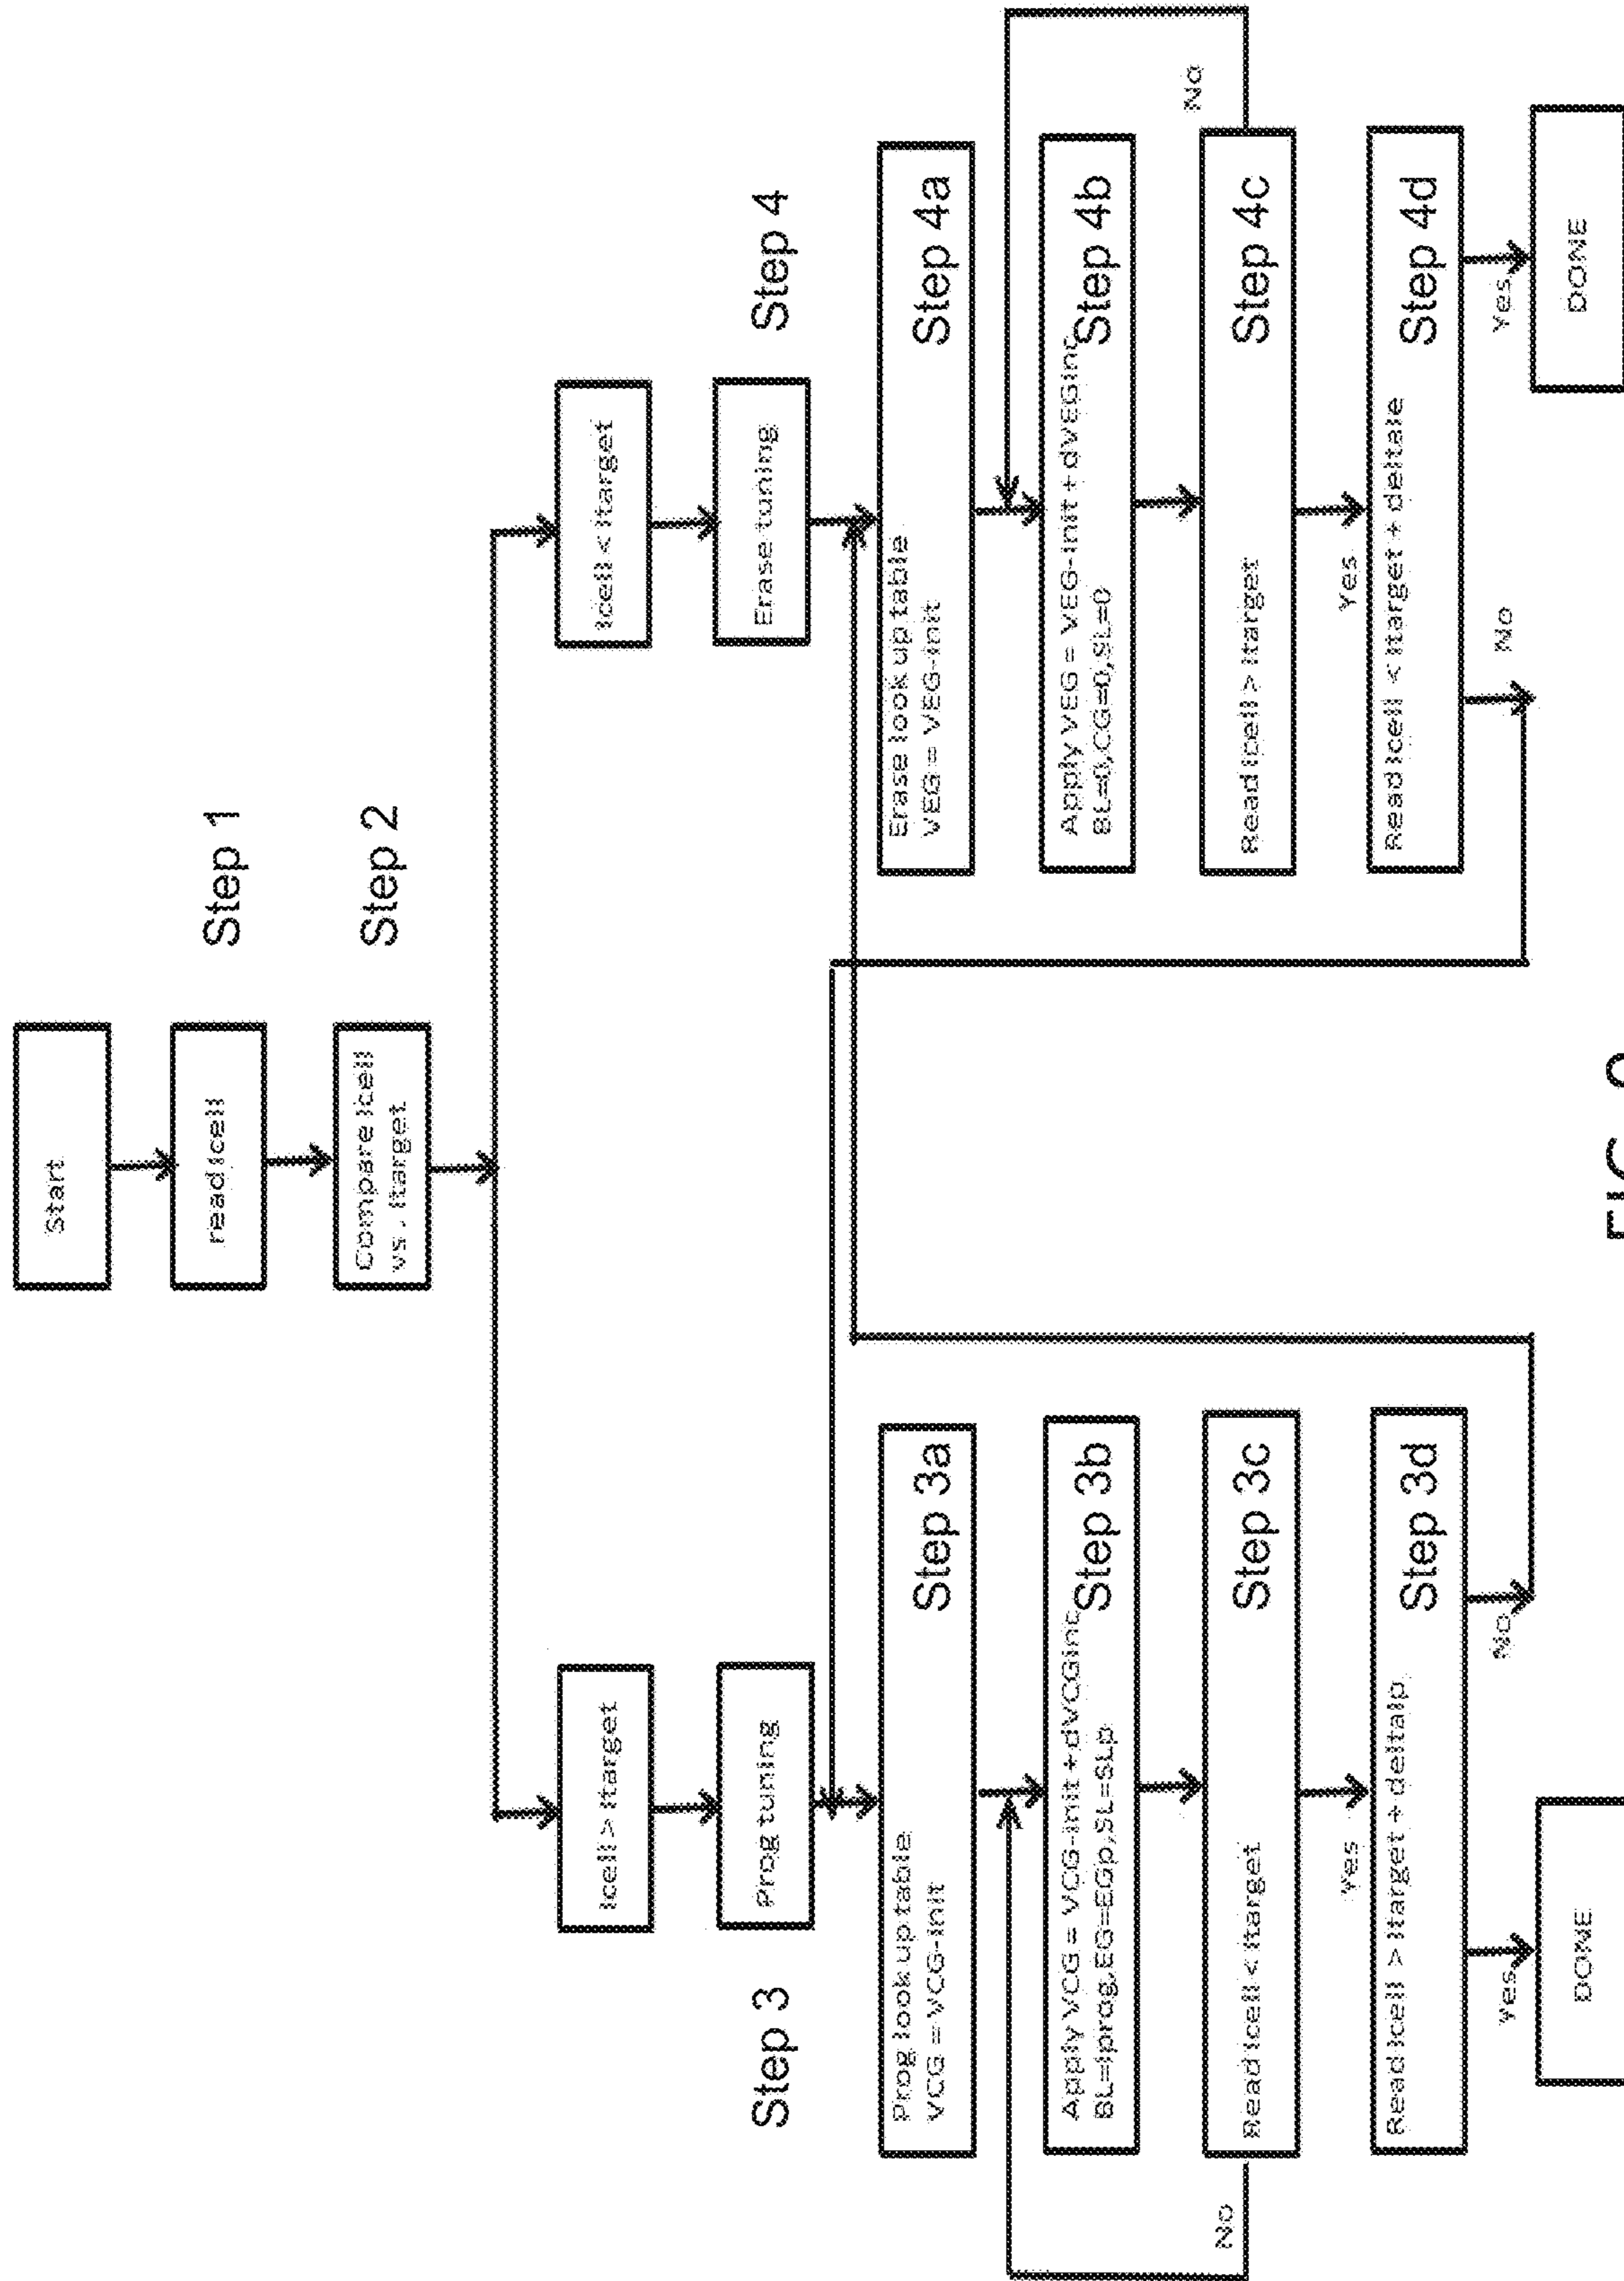 Start
read Icell
Step 1
Compare Icell
vs. Itarget
Step 2
Icell > Itarget
Icell < Itarget
Step 3
Prog tuning
Erase tuning
Step 4
Prog look up table
VCG = VCG-init
Step 3a
Erase look up table
VEG = VEG-init
Step 4a
Apply VCG = VCG-init + dVCGinc
BL=Iprog,EG=EGp,SL=SLp
Step 3b
Apply VEG = VEG-init + dVEGinc
BL=0,CG=0,SL=0
Step 4b
No
Read Icell < Itarget
Step 3c
Read Icell > Itarget
Step 4c
No
Yes
Yes
Read Icell > Itarget + deltaIp
Step 3d
Read Icell < Itarget + deltaIe
Step 4d
Yes
No
No
Yes
DONE
DONE